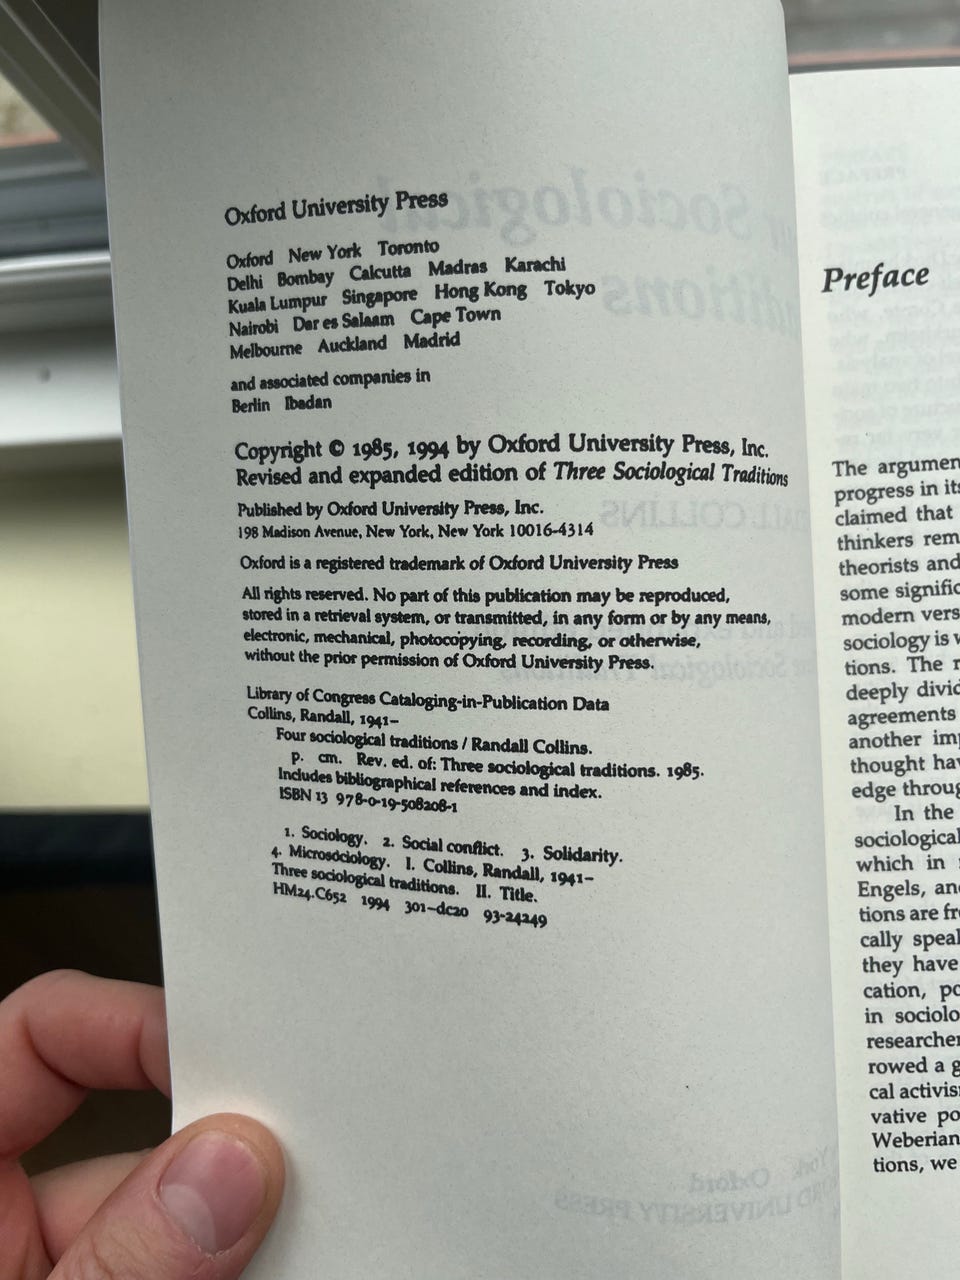 Oxford University Press
Oxford New York Toronto
Delhi Bombay Calcutta Madras Karachi
Kuala Lumpur Singapore Hong Kong Tokyo
Nairobi Dar es Salaam Cape Town
Melbourne Auckland Madrid
and associated companies in
Berlin Ibadan
Copyright © 1985, 1994 by Oxford University Press, Inc.
Revised and expanded edition of Three Sociological Traditions
Published by Oxford University Press, Inc.
198 Madison Avenue, New York, New York 10016-4314
Oxford is a registered trademark of Oxford University Press
All rights reserved. No part of this publication may be reproduced,
stored in a retrieval system, or transmitted, in any form or by any means,
electronic, mechanical, photocopying, recording, or otherwise,
without the prior permission of Oxford University Press.
Library of Congress Cataloging-in-Publication Data
Collins, Randall, 1941–
Four sociological traditions / Randall Collins.
p. cm. Rev. ed. of: Three sociological traditions. 1985.
Includes bibliographical references and index.
ISBN 13 978-0-19-508208-1
1. Sociology. 2. Social conflict. 3. Solidarity.
4. Microsociology. I. Collins, Randall, 1941–
Three sociological traditions. II. Title.
HM24.C652 1994 301–dc20 93-24249
Preface
The argumen
progress in its
claimed that
thinkers rem
theorists and
some signific
modern vers
sociology is w
tions. The r
deeply divid
agreements
another imp
thought hav
edge throug
In the
sociological
which in
Engels, and
tions are fr
cally speal
they have
cation, po
in sociolo
researcher
rowed a g
cal activis
vative po
Weberian
tions, we